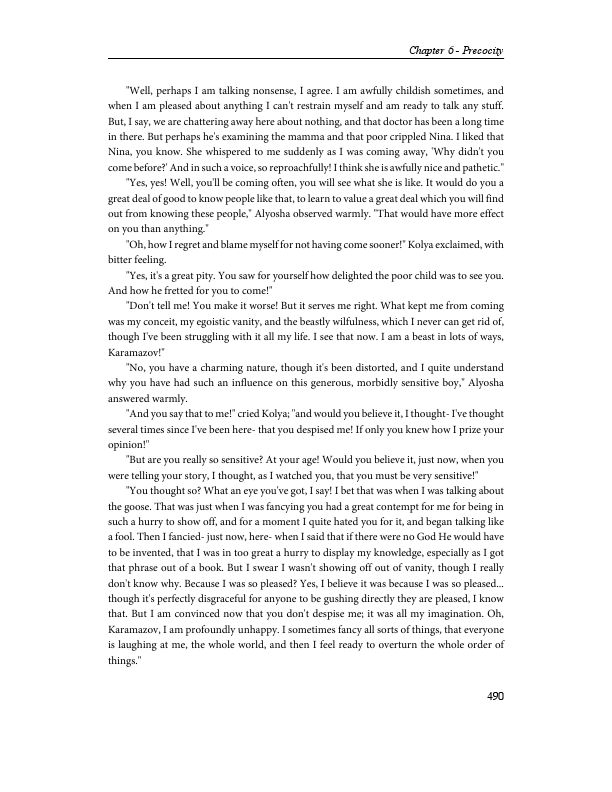 Chapter 6 - Precocity
"Well, perhaps I am talking nonsense, I agree. I am awfully childish sometimes, and
when I am pleased about anything I can't restrain myself and am ready to talk any stuff.
But, I say, we are chattering away here about nothing, and that doctor has been a long time
in there. But perhaps he's examining the mamma and that poor crippled Nina. I liked that
Nina, you know. She whispered to me suddenly as I was coming away, 'Why didn't you
come before?' And in such a voice, so reproachfully! I think she is awfully nice and pathetic."
"Yes, yes! Well, you'll be coming often, you will see what she is like. It would do you a
great deal of good to know people like that, to learn to value a great deal which you will find
out from knowing these people," Alyosha observed warmly. "That would have more effect
on you than anything."
"Oh, how I regret and blame myself for not having come sooner!" Kolya exclaimed, with
bitter feeling.
"Yes, it's a great pity. You saw for yourself how delighted the poor child was to see you.
And how he fretted for you to come!"
"Don't tell me! You make it worse! But it serves me right. What kept me from coming
was my conceit, my egoistic vanity, and the beastly wilfulness, which I never can get rid of,
though I've been struggling with it all my life. I see that now. I am a beast in lots of ways,
Karamazov!"
"No, you have a charming nature, though it's been distorted, and I quite understand
why you have had such an influence on this generous, morbidly sensitive boy," Alyosha
answered warmly.
"And you say that to me!" cried Kolya; "and would you believe it, I thought- I've thought
several times since I've been here- that you despised me! If only you knew how I prize your
opinion!"
"But are you really so sensitive? At your age! Would you believe it, just now, when you
were telling your story, I thought, as I watched you, that you must be very sensitive!"
"You thought so? What an eye you've got, I say! I bet that was when I was talking about
the goose. That was just when I was fancying you had a great contempt for me for being in
such a hurry to show off, and for a moment I quite hated you for it, and began talking like
a fool. Then I fancied- just now, here- when I said that if there were no God He would have
to be invented, that I was in too great a hurry to display my knowledge, especially as I got
that phrase out of a book. But I swear I wasn't showing off out of vanity, though I really
don't know why. Because I was so pleased? Yes, I believe it was because I was so pleased...
though it's perfectly disgraceful for anyone to be gushing directly they are pleased, I know
that. But I am convinced now that you don't despise me; it was all my imagination. Oh,
Karamazov, I am profoundly unhappy. I sometimes fancy all sorts of things, that everyone
is laughing at me, the whole world, and then I feel ready to overturn the whole order of
things."
490